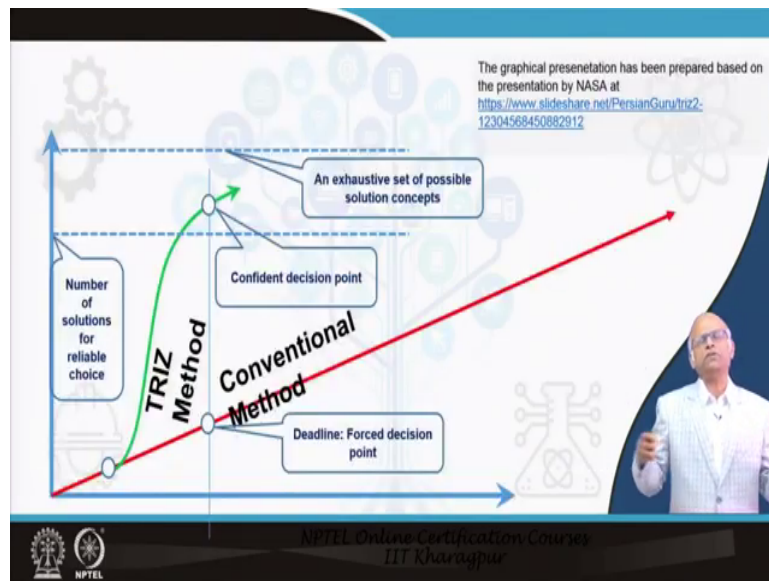 The graphical presenetation has been prepared based on
the presentation by NASA at
https://www.slideshare.net/PersianGuru/triz2-
12304568450882912
An exhaustive set of possible
solution concepts
Confident decision point
Number
of
solutions
for
reliable
choice
TRIZ
Method
Conventional
Method
Deadline: Forced decision
point
NPTEL Online Certification Courses
IIT Kharagpur
NPTEL